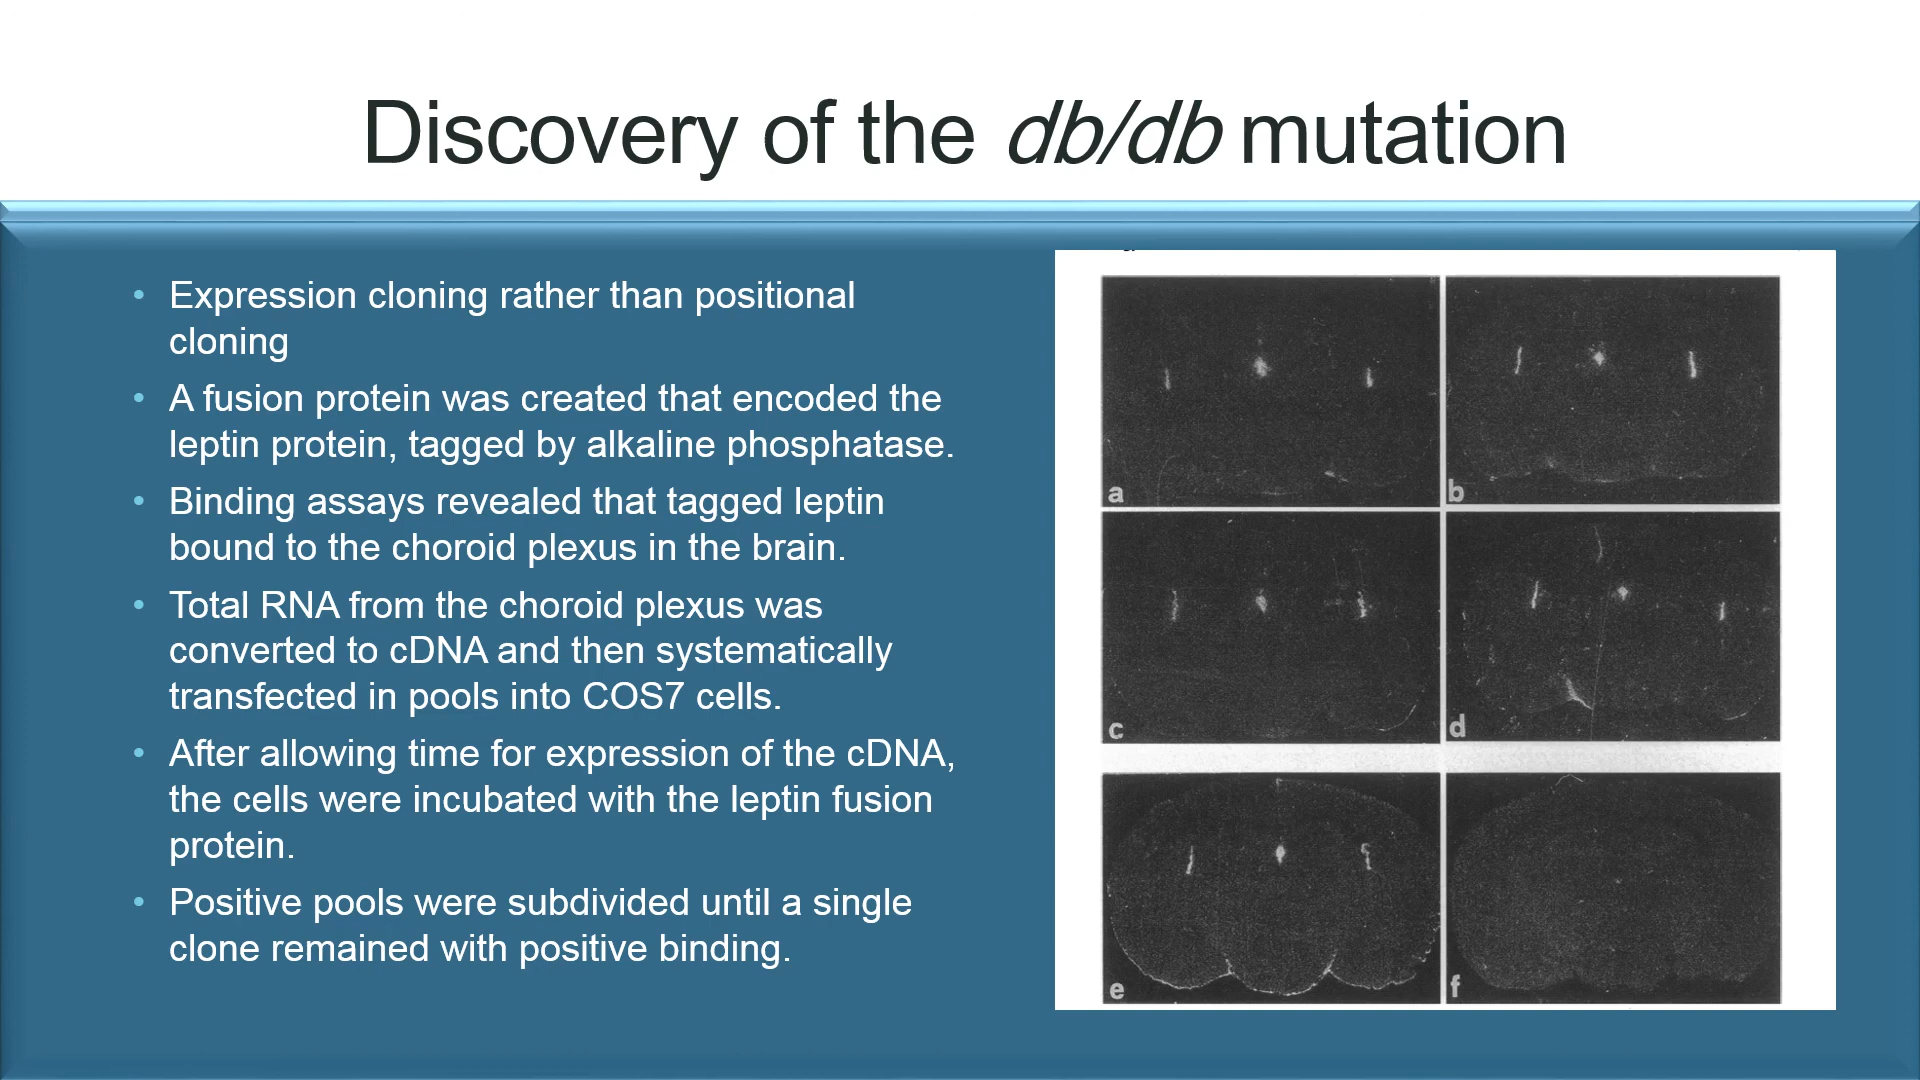 Discovery of the db/db mutation
• Expression cloning rather than positional
cloning
• A fusion protein was created that encoded the
leptin protein, tagged by alkaline phosphatase.
• Binding assays revealed that tagged leptin
bound to the choroid plexus in the brain.
• Total RNA from the choroid plexus was
converted to cDNA and then systematically
transfected in pools into COS7 cells.
• After allowing time for expression of the cDNA,
the cells were incubated with the leptin fusion
protein.
• Positive pools were subdivided until a single
clone remained with positive binding.
a
b
c
d
e
f